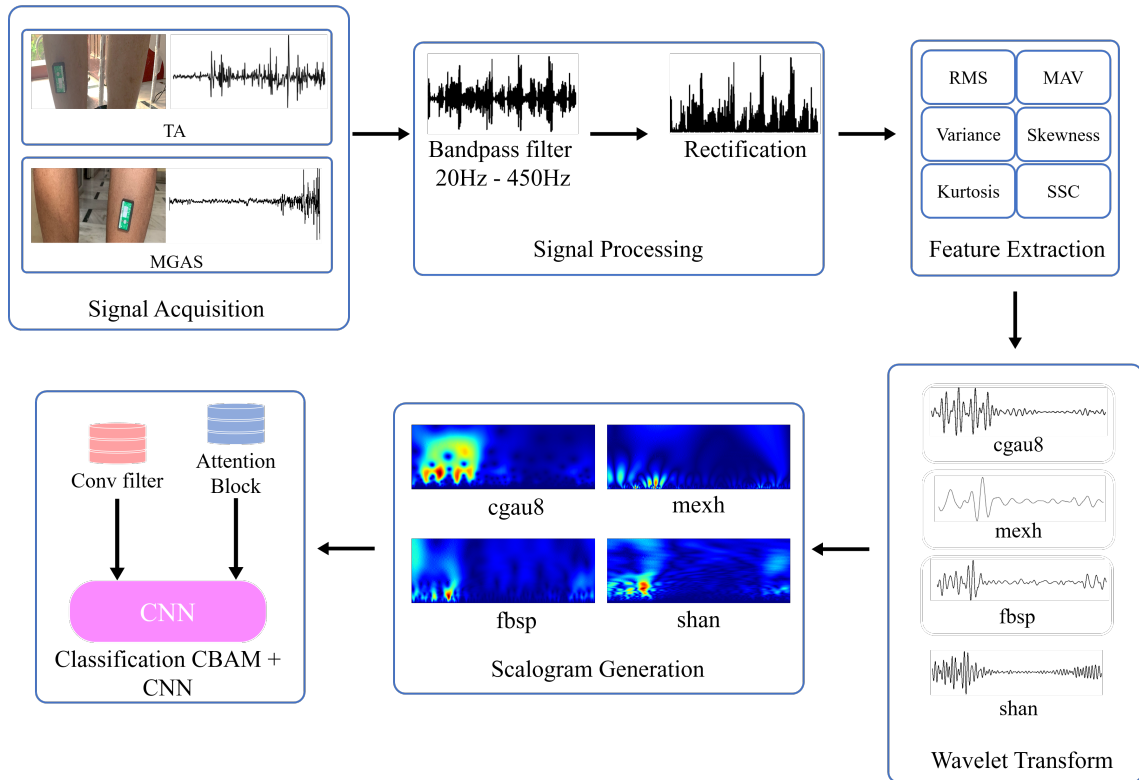 TA
MGAS
Signal Acquisition
Bandpass filter
20Hz - 450Hz
Rectification
Signal Processing
RMS
MAV
Variance
Skewness
Kurtosis
SSC
Feature Extraction
cgau8
mexh
fbsp
shan
Wavelet Transform
cgau8
mexh
fbsp
shan
Scalogram Generation
Conv filter
Attention
Block
CNN
Classification CBAM +
CNN